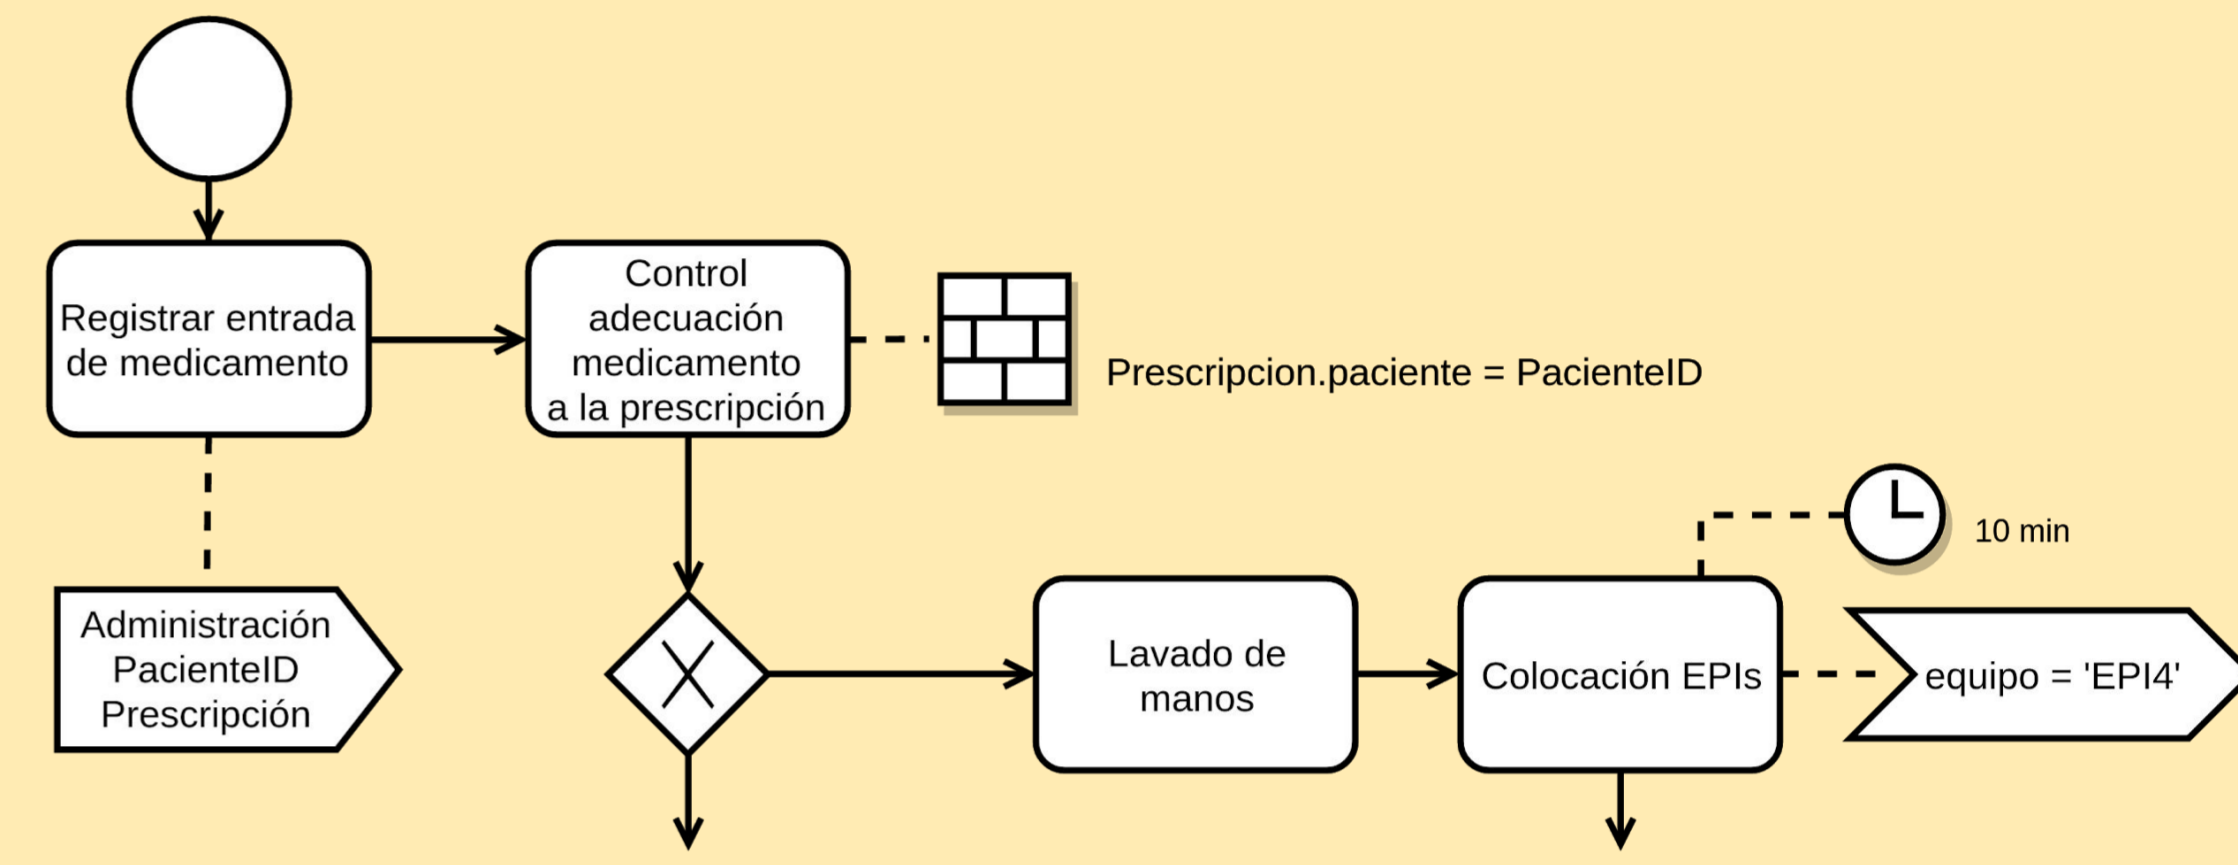 Registrar entrada
de medicamento
Control
adecuación
medicamento
a la prescripción
Prescripcion.paciente = PacienteID
Administración
PacienteID
Prescripción
Lavado de
manos
Colocación EPIs
10 min
equipo = 'EPI4'